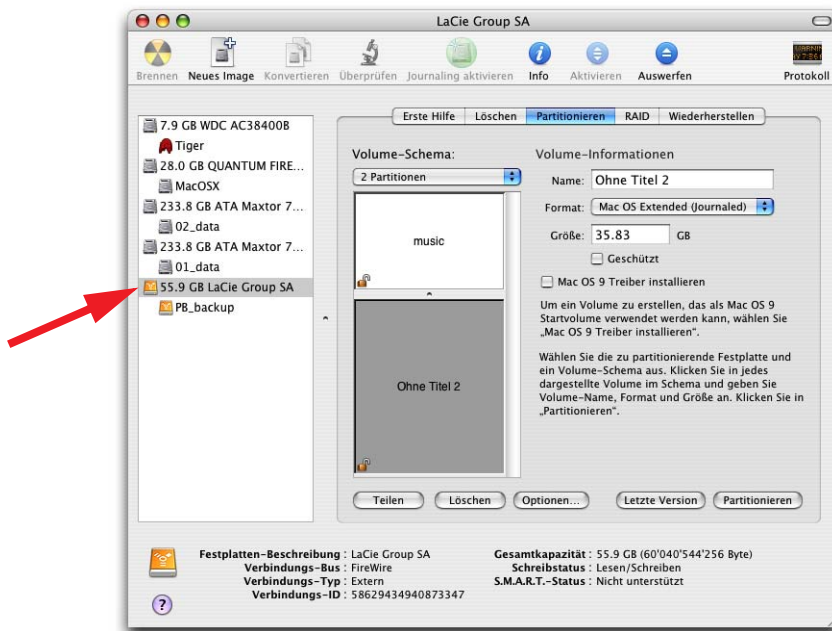 LaCie Group SA
Brennen Neues Image Konvertieren Überprüfen Journaling aktivieren Info Aktivieren Auswerfen Protokoll
Erste Hilfe Löschen Partitionieren RAID Wiederherstellen
7.9 GB WDC AC38400B
Tiger
28.0 GB QUANTUM FIRE...
MacOSX
233.8 GB ATA Maxtor 7...
02_data
233.8 GB ATA Maxtor 7...
01_data
55.9 GB LaCie Group SA
PB_backup
Volume-Schema:
2 Partitionen
music
Ohne Titel 2
Volume-Informationen
Name: Ohne Titel 2
Format: Mac OS Extended (Journaled)
Größe: 35.83 GB
Geschützt
Mac OS 9 Treiber installieren
Um ein Volume zu erstellen, das als Mac OS 9
Startvolume verwendet werden kann, wählen Sie
„Mac OS 9 Treiber installieren“.
Wählen Sie die zu partitionierende Festplatte und
ein Volume-Schema aus. Klicken Sie in jedes
dargestellte Volume im Schema und geben Sie
Volume-Name, Format und Größe an. Klicken Sie in
„Partitionieren“.
Teilen Löschen Optionen... Letzte Version Partitionieren
Festplatten-Beschreibung : LaCie Group SA
Verbindungs-Bus : FireWire
Verbindungs-Typ : Extern
Verbindungs-ID : 58629434940873347
Gesamtkapazität : 55.9 GB (60'040'544'256 Byte)
Schreibstatus : Lesen/Schreiben
S.M.A.R.T.-Status : Nicht unterstützt
?